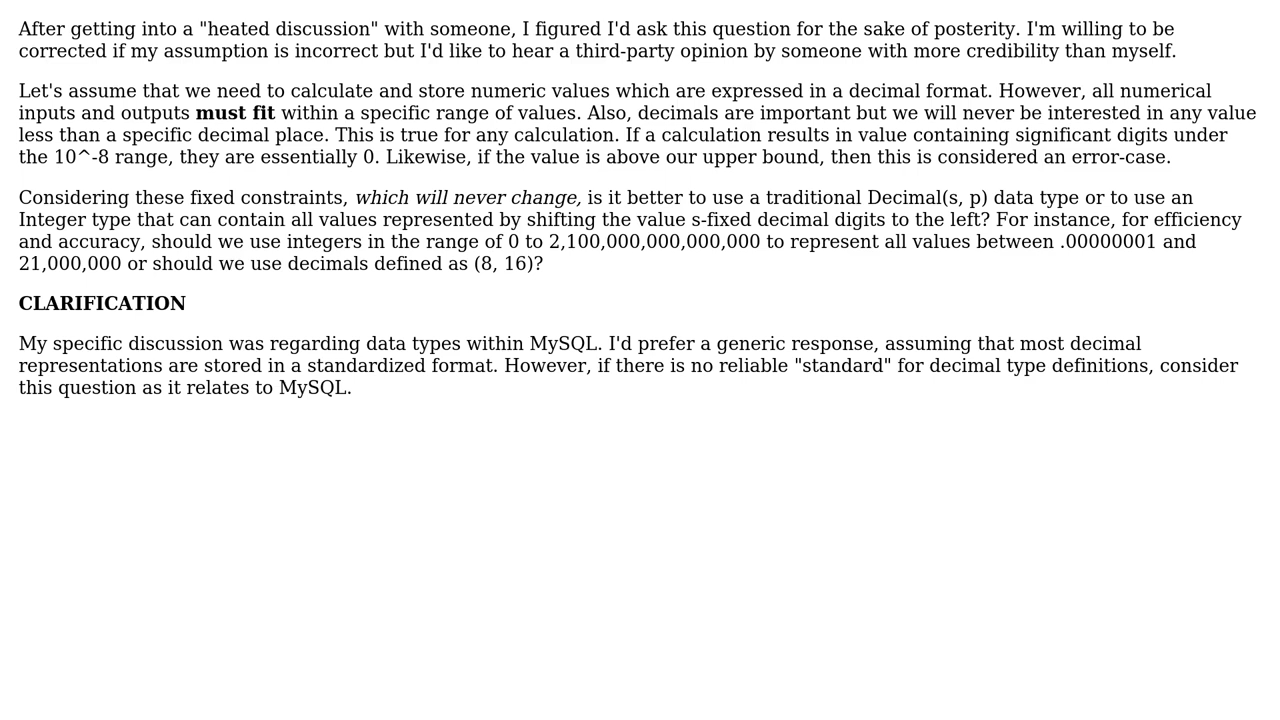 After getting into a "heated discussion" with someone, I figured I'd ask this question for the sake of posterity. I'm willing to be
corrected if my assumption is incorrect but I'd like to hear a third-party opinion by someone with more credibility than myself.
Let's assume that we need to calculate and store numeric values which are expressed in a decimal format. However, all numerical
inputs and outputs must fit within a specific range of values. Also, decimals are important but we will never be interested in any value
less than a specific decimal place. This is true for any calculation. If a calculation results in value containing significant digits under
the 10^-8 range, they are essentially 0. Likewise, if the value is above our upper bound, then this is considered an error-case.
Considering these fixed constraints, which will never change, is it better to use a traditional Decimal(s, p) data type or to use an
Integer type that can contain all values represented by shifting the value s-fixed decimal digits to the left? For instance, for efficiency
and accuracy, should we use integers in the range of 0 to 2,100,000,000,000,000 to represent all values between .00000001 and
21,000,000 or should we use decimals defined as (8, 16)?
CLARIFICATION
My specific discussion was regarding data types within MySQL. I'd prefer a generic response, assuming that most decimal
representations are stored in a standardized format. However, if there is no reliable "standard" for decimal type definitions, consider
this question as it relates to MySQL.